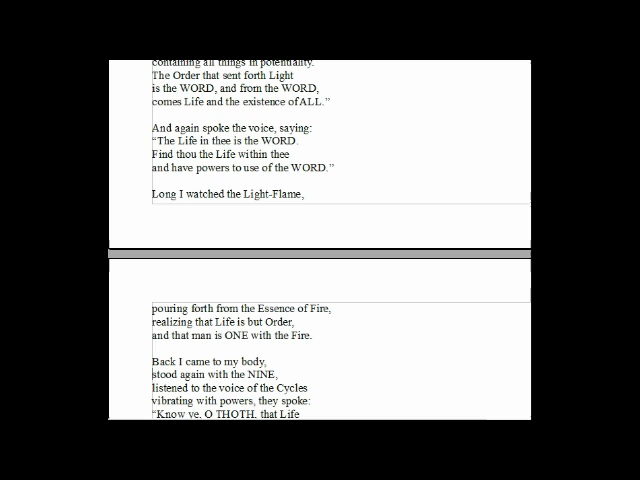 containing all things in potentiality.
The Order that sent forth Light
is the WORD, and from the WORD,
comes Life and the existence of ALL.”
And again spoke the voice, saying:
“The Life in thee is the WORD.
Find thou the Life within thee
and have powers to use of the WORD.”
Long I watched the Light-Flame,
pouring forth from the Essence of Fire,
realizing that Life is but Order,
and that man is ONE with the Fire.
Back I came to my body,
stood again with the NINE,
listened to the voice of the Cycles
vibrating with powers, they spoke:
“Know ye, O THOTH, that Life